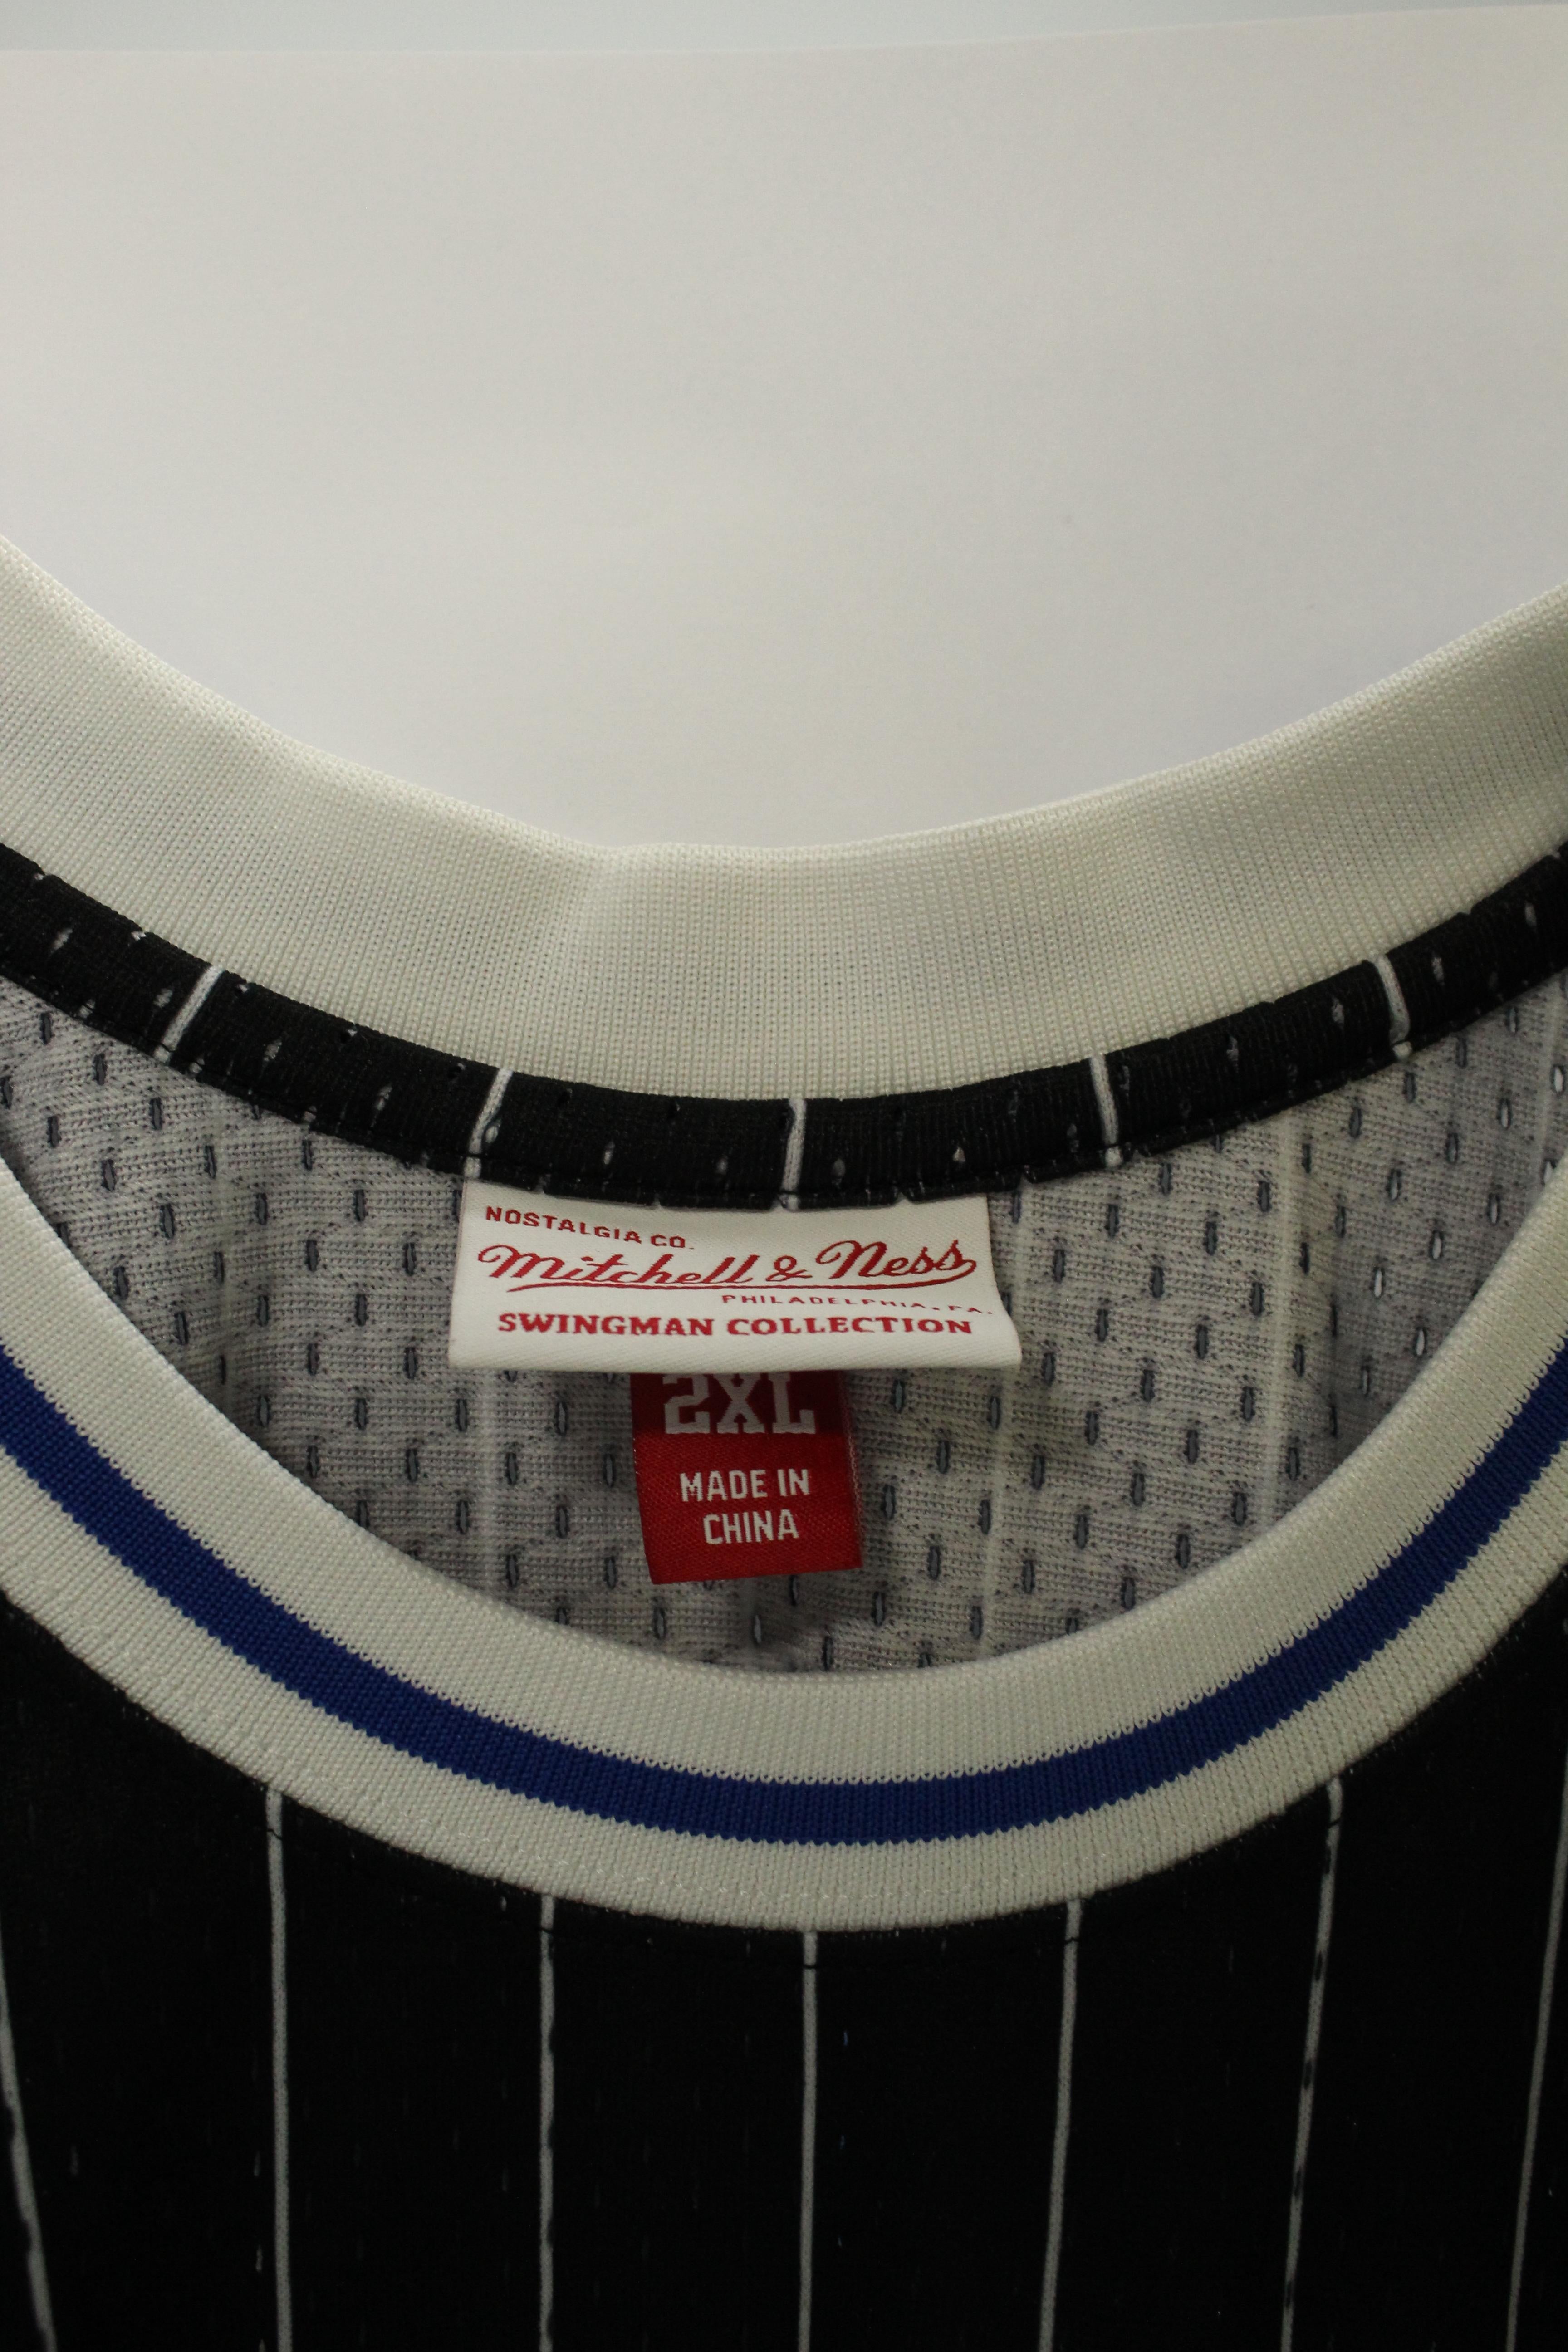 NOSTALGIA CO.
Mitchell & Ness
PHILADELPHIA, PA.
SWINGMAN COLLECTION
2XL
MADE IN
CHINA